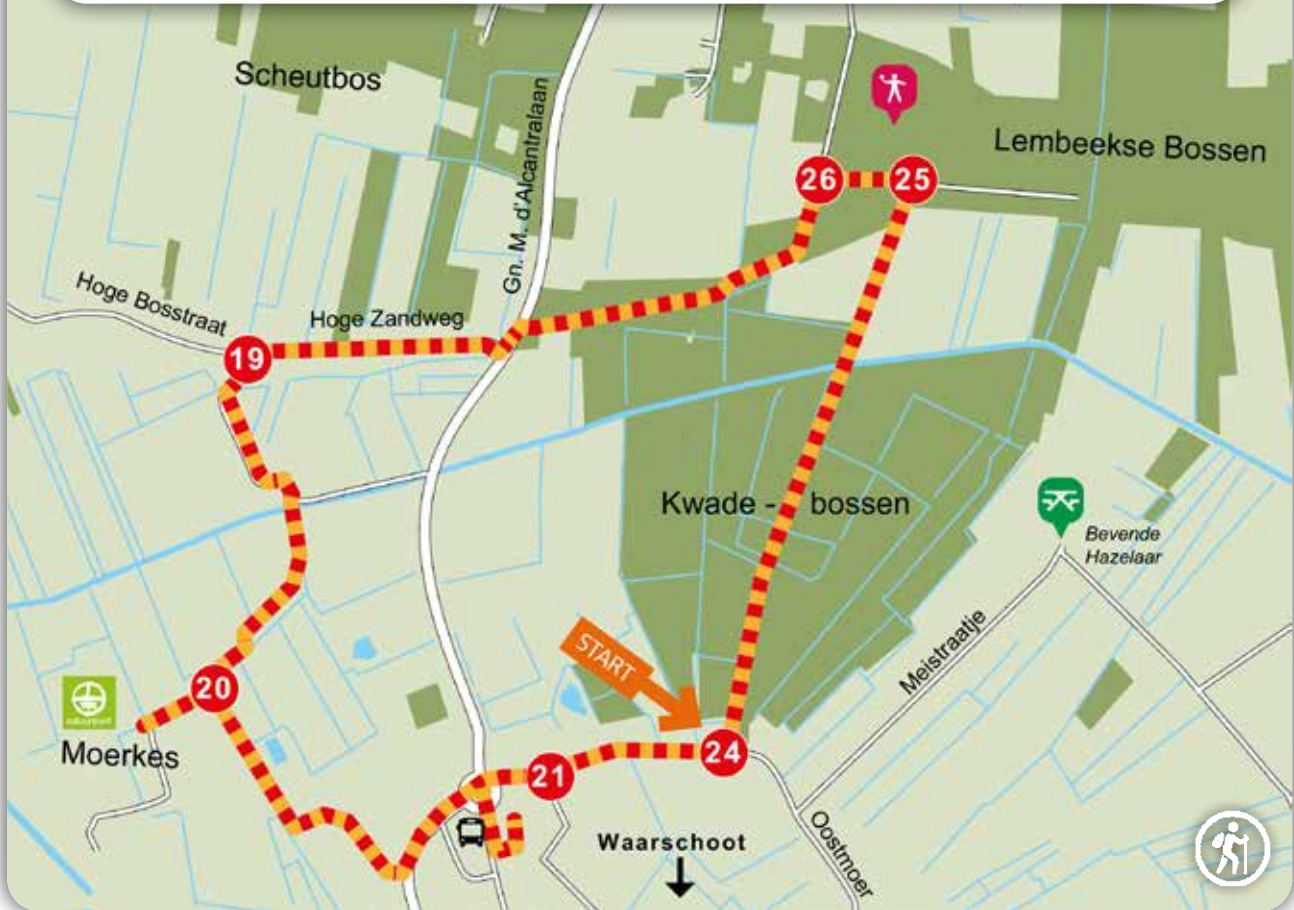 Scheutbos
Gn. M. d'Alcantralaan
Lembeekse Bossen
26
25
Hoge Bosstraat
Hoge Zandweg
19
Kwade - bossen
Bevende
Hazelaar
START
Meistraatje
20
Moerkes
21
24
Waarschoot
Oostmoer